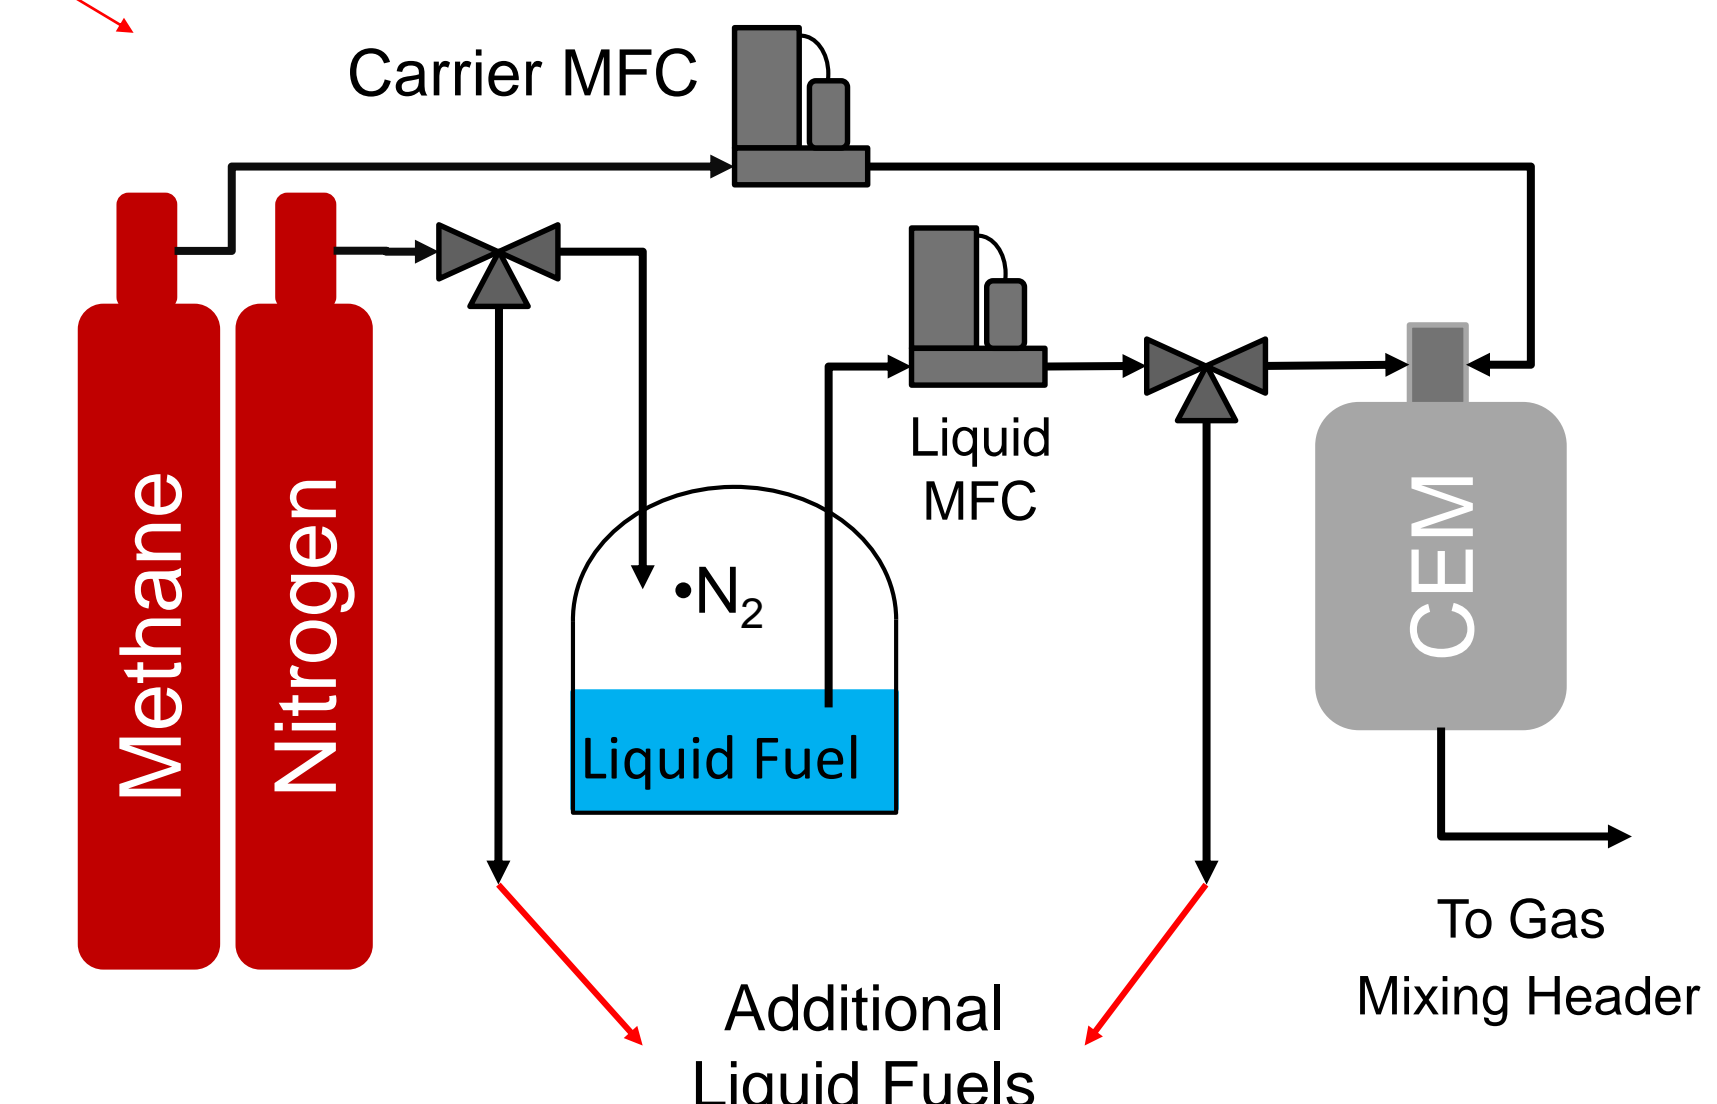 Carrier MFC
Methane
Nitrogen
Liquid
MFC
•N₂
Liquid Fuel
CEM
To Gas
Mixing Header
Additional
Liquid Fuels